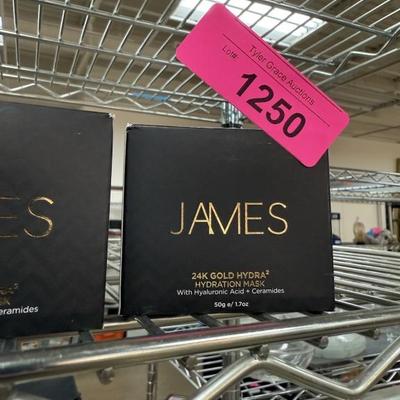 Tyler Grace Auctions
Lot#:
1250
ES
JAMES
24K GOLD HYDRA²
HYDRATION MASK
With Hyaluronic Acid + Ceramides
50g e/ 1.7oz
SK
eramides